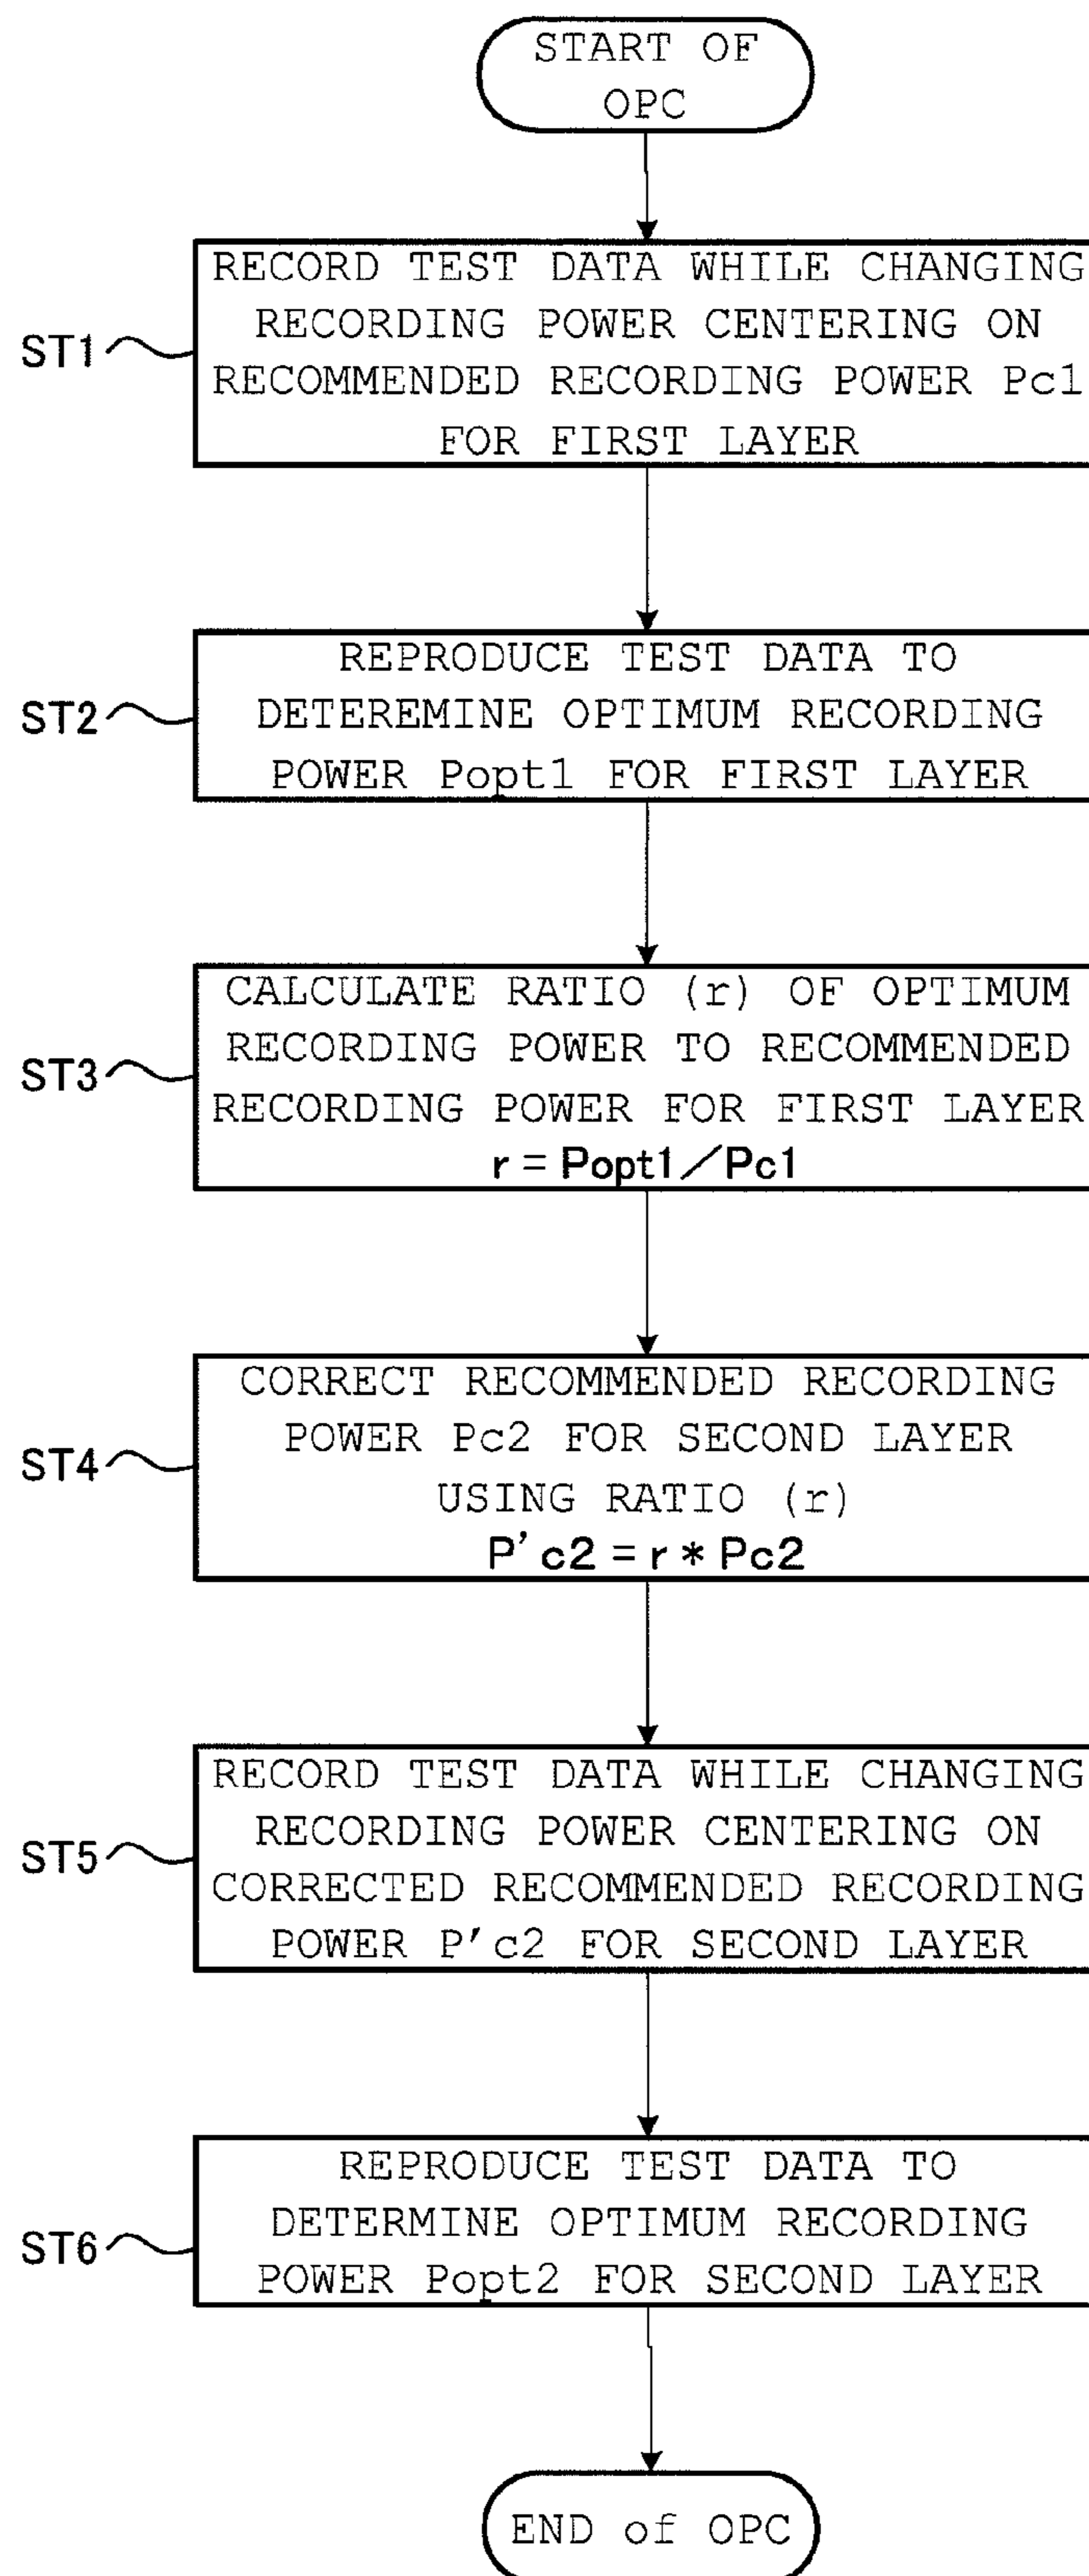 START OF
OPC
ST1
RECORD TEST DATA WHILE CHANGING
RECORDING POWER CENTERING ON
RECOMMENDED RECORDING POWER Pc1
FOR FIRST LAYER
ST2
REPRODUCE TEST DATA TO
DETEREMINE OPTIMUM RECORDING
POWER Popt1 FOR FIRST LAYER
ST3
CALCULATE RATIO (r) OF OPTIMUM
RECORDING POWER TO RECOMMENDED
RECORDING POWER FOR FIRST LAYER
r = Popt1/Pc1
ST4
CORRECT RECOMMENDED RECORDING
POWER Pc2 FOR SECOND LAYER
USING RATIO (r)
P'c2 = r * Pc2
ST5
RECORD TEST DATA WHILE CHANGING
RECORDING POWER CENTERING ON
CORRECTED RECOMMENDED RECORDING
POWER P'c2 FOR SECOND LAYER
ST6
REPRODUCE TEST DATA TO
DETERMINE OPTIMUM RECORDING
POWER Popt2 FOR SECOND LAYER
END of OPC